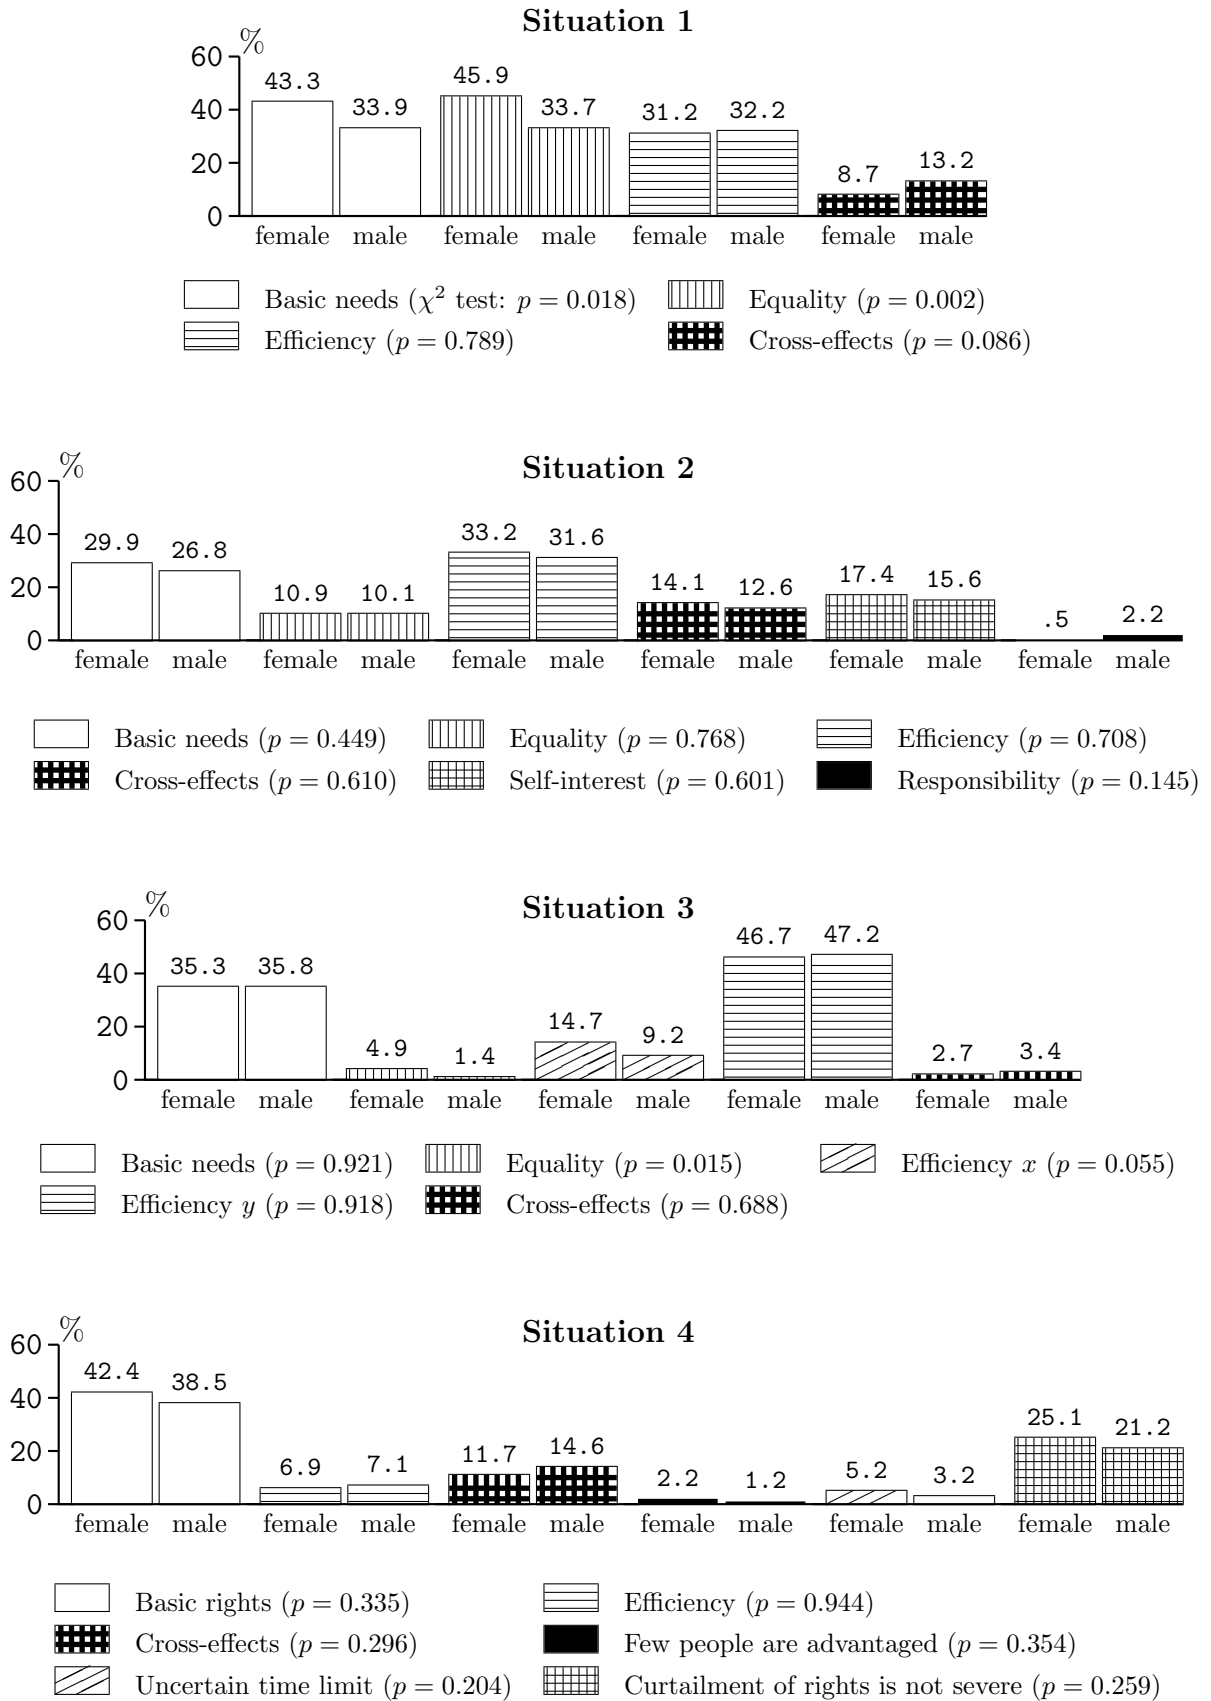 Situation 1
%
60
40
20
0
43.3 33.9 45.9 33.7 31.2 32.2 8.7 13.2
female male female male female male female male
Basic needs (χ² test: p = 0.018) Equality (p = 0.002)
Efficiency (p = 0.789) Cross-effects (p = 0.086)
Situation 2
%
60
40
20
0
29.9 26.8 10.9 10.1 33.2 31.6 14.1 12.6 17.4 15.6 .5 2.2
female male female male female male female male female male female male
Basic needs (p = 0.449) Equality (p = 0.768) Efficiency (p = 0.708)
Cross-effects (p = 0.610) Self-interest (p = 0.601) Responsibility (p = 0.145)
Situation 3
%
60
40
20
0
35.3 35.8 4.9 1.4 14.7 9.2 46.7 47.2 2.7 3.4
female male female male female male female male female male
Basic needs (p = 0.921) Equality (p = 0.015) Efficiency x (p = 0.055)
Efficiency y (p = 0.918) Cross-effects (p = 0.688)
Situation 4
%
60
40
20
0
42.4 38.5 6.9 7.1 11.7 14.6 2.2 1.2 5.2 3.2 25.1 21.2
female male female male female male female male female male female male
Basic rights (p = 0.335) Efficiency (p = 0.944)
Cross-effects (p = 0.296) Few people are advantaged (p = 0.354)
Uncertain time limit (p = 0.204) Curtailment of rights is not severe (p = 0.259)